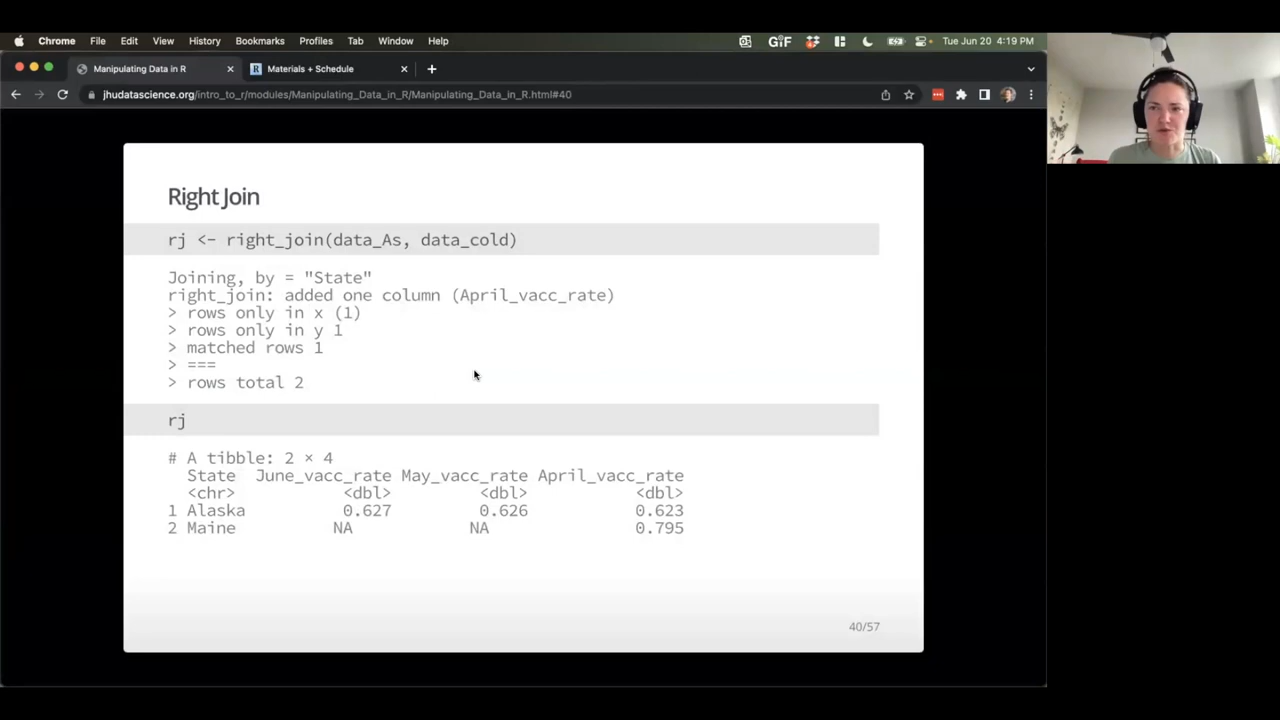 Chrome File Edit View History Bookmarks Profiles Tab Window Help GiF Tue Jun 20 4:19 PM
Manipulating Data in R Materials + Schedule
jhudatascience.org/intro_to_r/modules/Manipulating_Data_in_R/Manipulating_Data_in_R.html#40
Right Join
rj <- right_join(data_As, data_cold)
Joining, by = "State"
right_join: added one column (April_vacc_rate)
> rows only in x (1)
> rows only in y 1
> matched rows 1
> ===
> rows total 2
rj
# A tibble: 2 × 4
State June_vacc_rate May_vacc_rate April_vacc_rate
<chr> <dbl> <dbl> <dbl>
1 Alaska 0.627 0.626 0.623
2 Maine NA NA 0.795
40/57